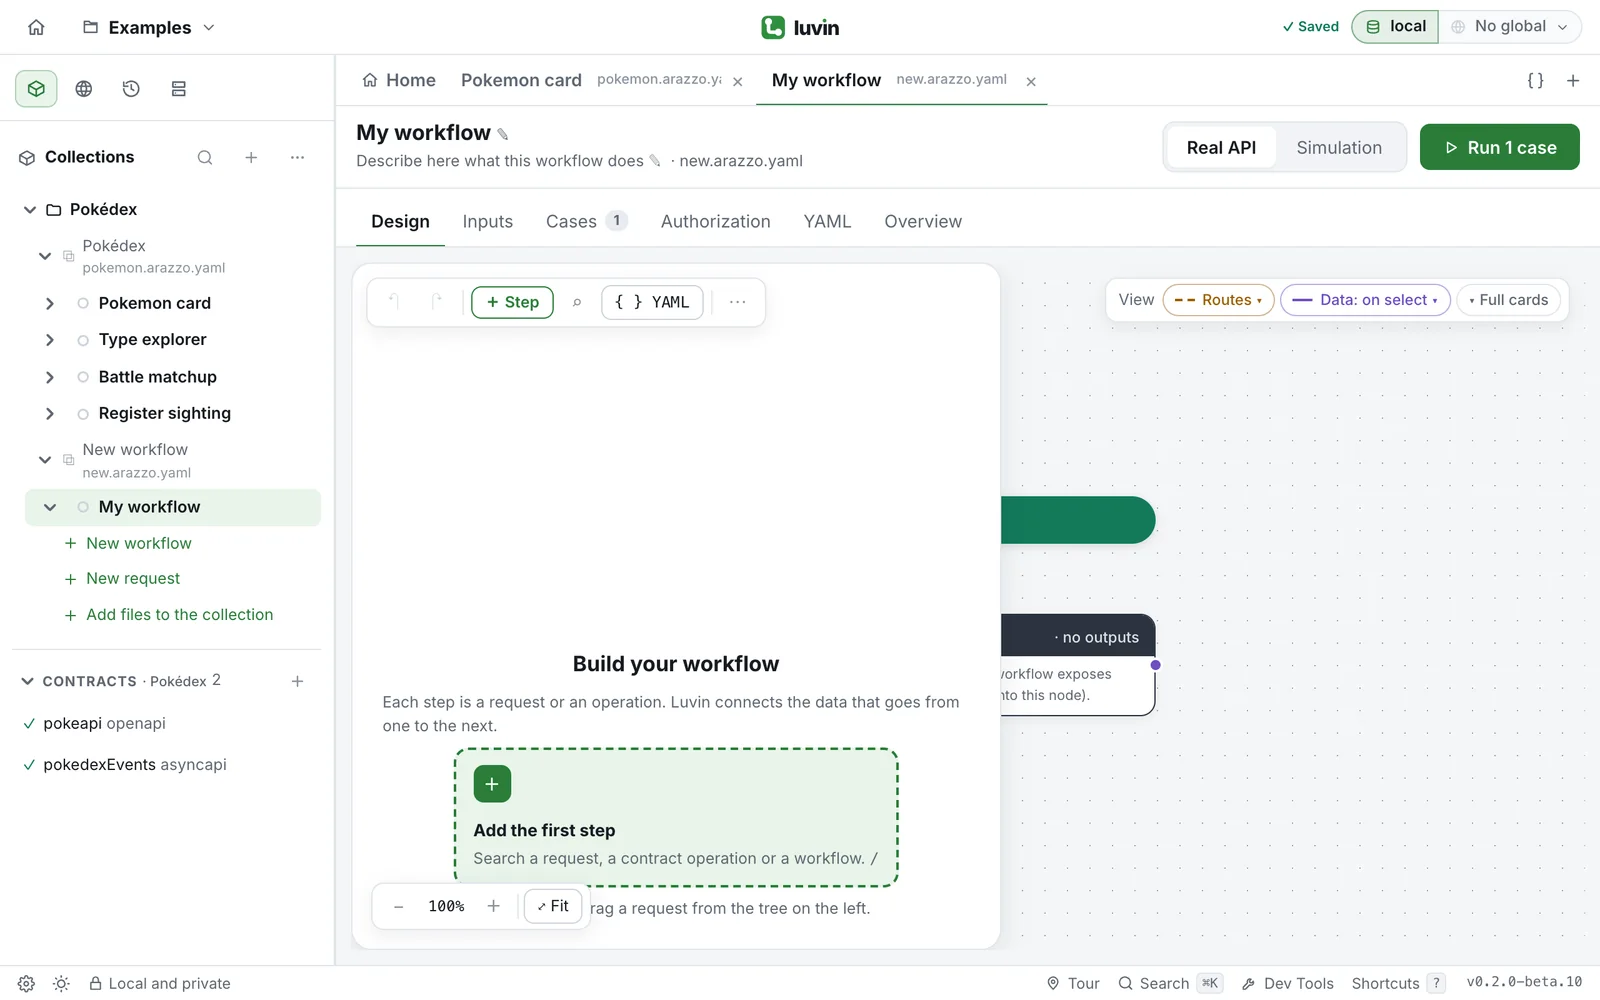 Examples
luvin
Saved
local
No global
Home
Pokemon card
My workflow
new.arazzo.yaml
Collections
My workflow
Describe here what this workflow does
· new.arazzo.yaml
Real API
Simulation
Run 1 case
Pokédex
Pokédex
pokemon.arazzo.yaml
Pokemon card
Type explorer
Battle matchup
Register sighting
New workflow
new.arazzo.yaml
My workflow
+ New workflow
+ New request
+ Add files to the collection
CONTRACTS · Pokédex 2
pokeapi openapi
pokedexEvents asyncapi
Design
Inputs
Cases 1
Authorization
YAML
Overview
+ Step
{ } YAML
···
View
Routes
Data: on select
Full cards
· no outputs
workflow exposes
nto this node).
Build your workflow
Each step is a request or an operation. Luvin connects the data that goes from
one to the next.
+
Add the first step
Search a request, a contract operation or a workflow. /
rag a request from the tree on the left.
− 100% +
Fit
Local and private
Tour
Search ⌘K
Dev Tools
Shortcuts ?
v0.2.0-beta.10